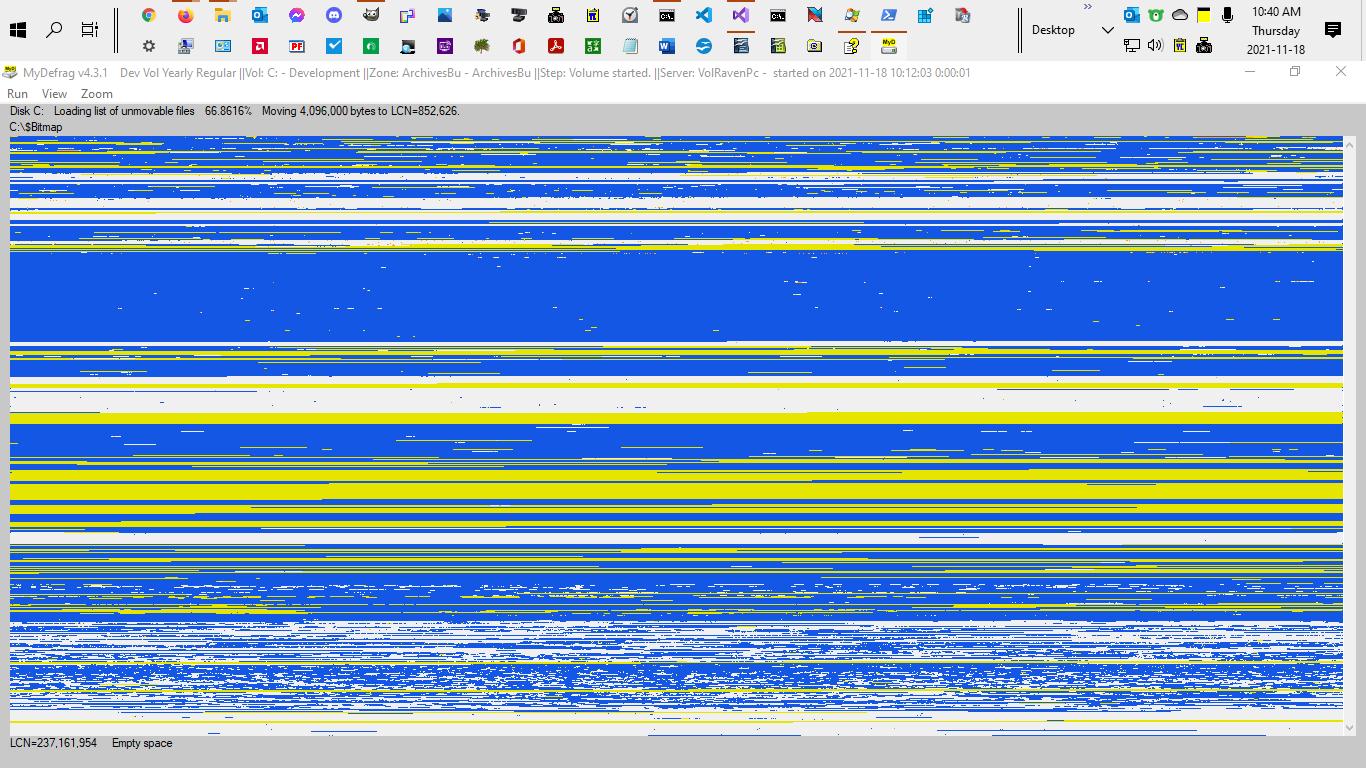 10:40 AM
Desktop
Thursday
2021-11-18
MyDefrag v4.3.1 Dev Vol Yearly Regular ||Vol: C: - Development ||Zone: ArchivesBu - ArchivesBu ||Step: Volume started. ||Server: VolRavenPc - started on 2021-11-18 10:12:03 0:00:01
Run View Zoom
Disk C: Loading list of unmovable files 66.8616% Moving 4,096,000 bytes to LCN=852,626.
C:\$Bitmap
LCN=237,161,954 Empty space